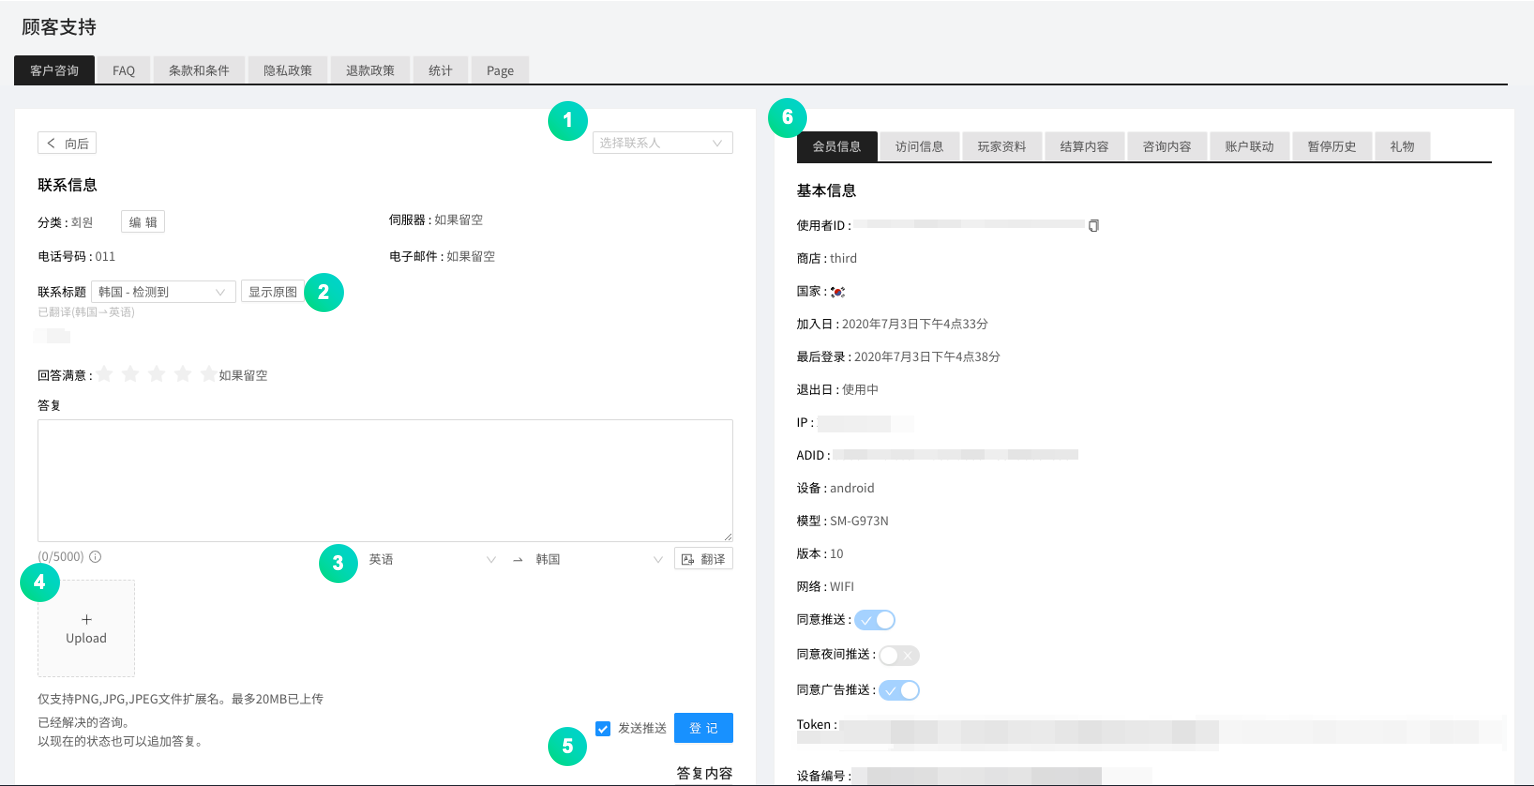 顾客支持
客户咨询 FAQ 条款和条件 隐私政策 退款政策 统计 Page
1
向后 选择联系人
联系信息
分类 : 회원 编 辑 伺服器 : 如果留空
电话号码 : 011 电子邮件 : 如果留空
联系标题 韩国 - 检测到 显示原图 2
已翻译(韩国→英语)
回答满意 : 如果留空
答复
(0/5000)
3 英语 → 韩国 翻译
4
+
Upload
仅支持PNG,JPG,JPEG文件扩展名。最多20MB已上传
已经解决的咨询。
以现在的状态也可以追加答复。
发送推送 登 记
5
答复内容
6
会员信息 访问信息 玩家资料 结算内容 咨询内容 账户联动 暂停历史 礼物
基本信息
使用者ID :
商店 : third
国家 :
加入日 : 2020年7月3日下午4点33分
最后登录 : 2020年7月3日下午4点38分
退出日 : 使用中
IP :
ADID :
设备 : android
模型 : SM-G973N
版本 : 10
网络 : WIFI
同意推送 :
同意夜间推送 :
同意广告推送 :
Token :
设备编号 :